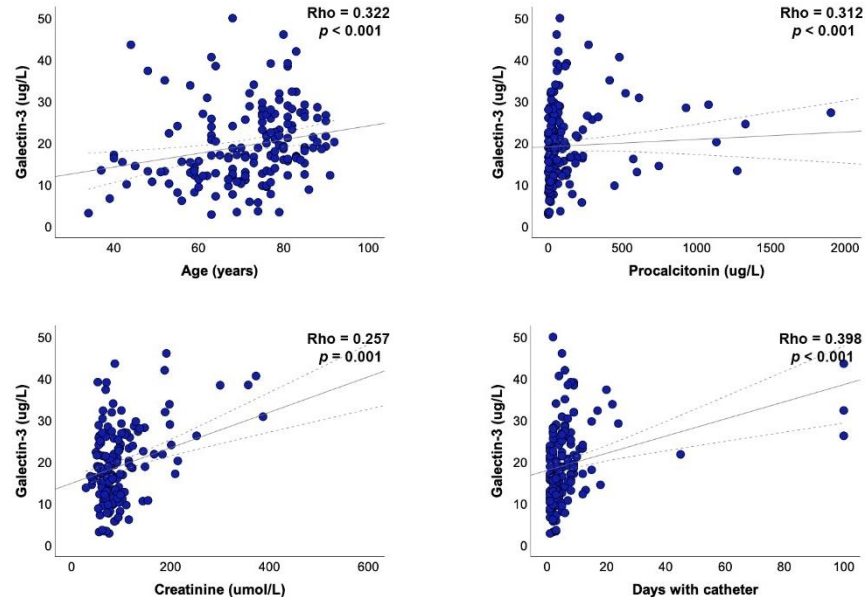 Rho = 0.322
p < 0.001
Galectin-3 (ug/L)
50
40
30
20
10
0
40
60
80
100
Age (years)
Rho = 0.312
p < 0.001
Galectin-3 (ug/L)
50
40
30
20
10
0
0
500
1000
1500
2000
Procalcitonin (ug/L)
Rho = 0.257
p = 0.001
Galectin-3 (ug/L)
50
40
30
20
10
0
0
200
400
600
Creatinine (umol/L)
Rho = 0.398
p < 0.001
Galectin-3 (ug/L)
50
40
30
20
10
0
0
20
40
60
80
100
Days with catheter